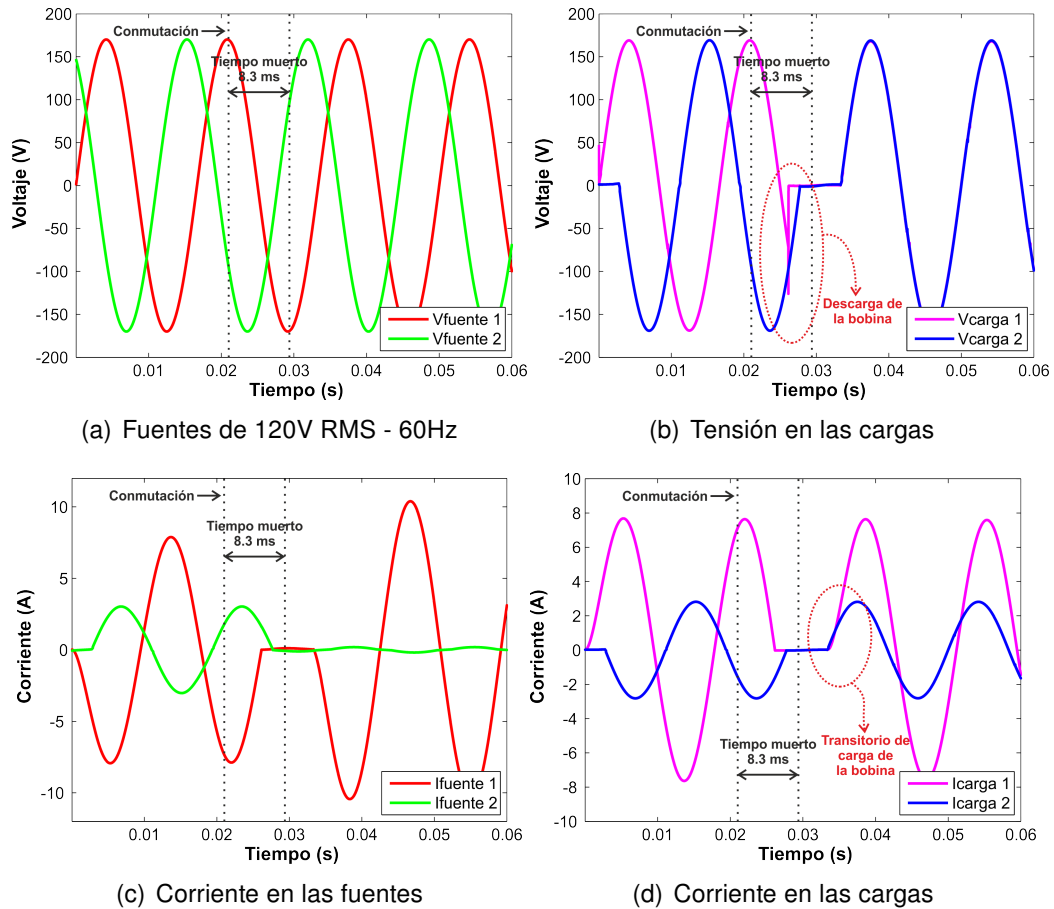 Conmutación
Tiempo muerto
8.3 ms
Voltaje (V)
200
150
100
50
0
-50
-100
-150
-200
0.01
0.02
0.03
0.04
0.05
0.06
Tiempo (s)
Vfuente 1
Vfuente 2
(a) Fuentes de 120V RMS - 60Hz
Conmutación
Tiempo muerto
8.3 ms
Voltaje (V)
200
150
100
50
0
-50
-100
-150
-200
0.01
0.02
0.03
0.04
0.05
0.06
Tiempo (s)
Descarga de
la bobina
Vcarga 1
Vcarga 2
(b) Tensión en las cargas
Conmutación
Tiempo muerto
8.3 ms
Corriente (A)
10
5
0
-5
-10
0.01
0.02
0.03
0.04
0.05
0.06
Tiempo (s)
Ifuente 1
Ifuente 2
(c) Corriente en las fuentes
Conmutación
Tiempo muerto
8.3 ms
Corriente (A)
10
8
6
4
2
0
-2
-4
-6
-8
-10
0.01
0.02
0.03
0.04
0.05
0.06
Tiempo (s)
Transitorio de
carga de
la bobina
Icarga 1
Icarga 2
(d) Corriente en las cargas